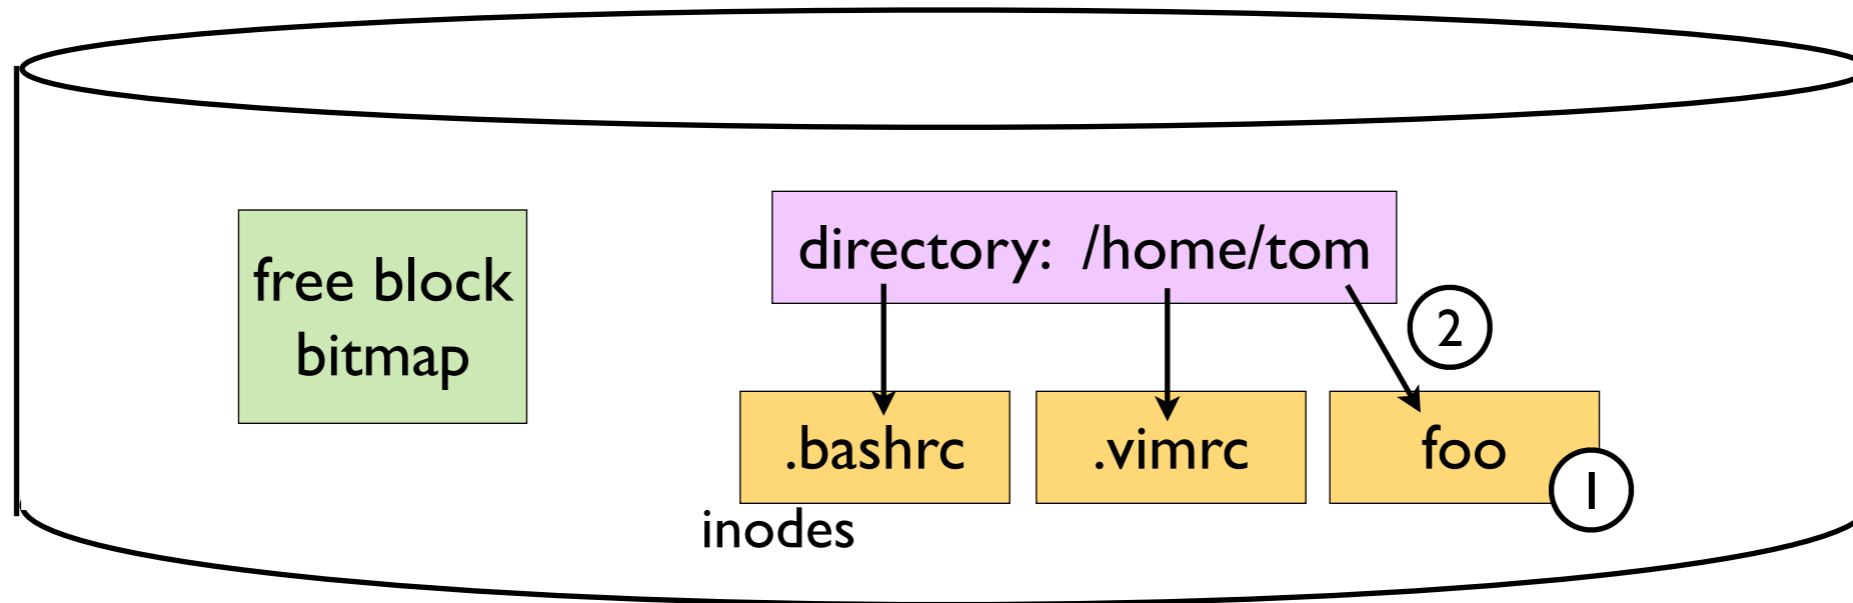 free block
bitmap
directory: /home/tom
2
.bashrc
.vimrc
foo
1
inodes